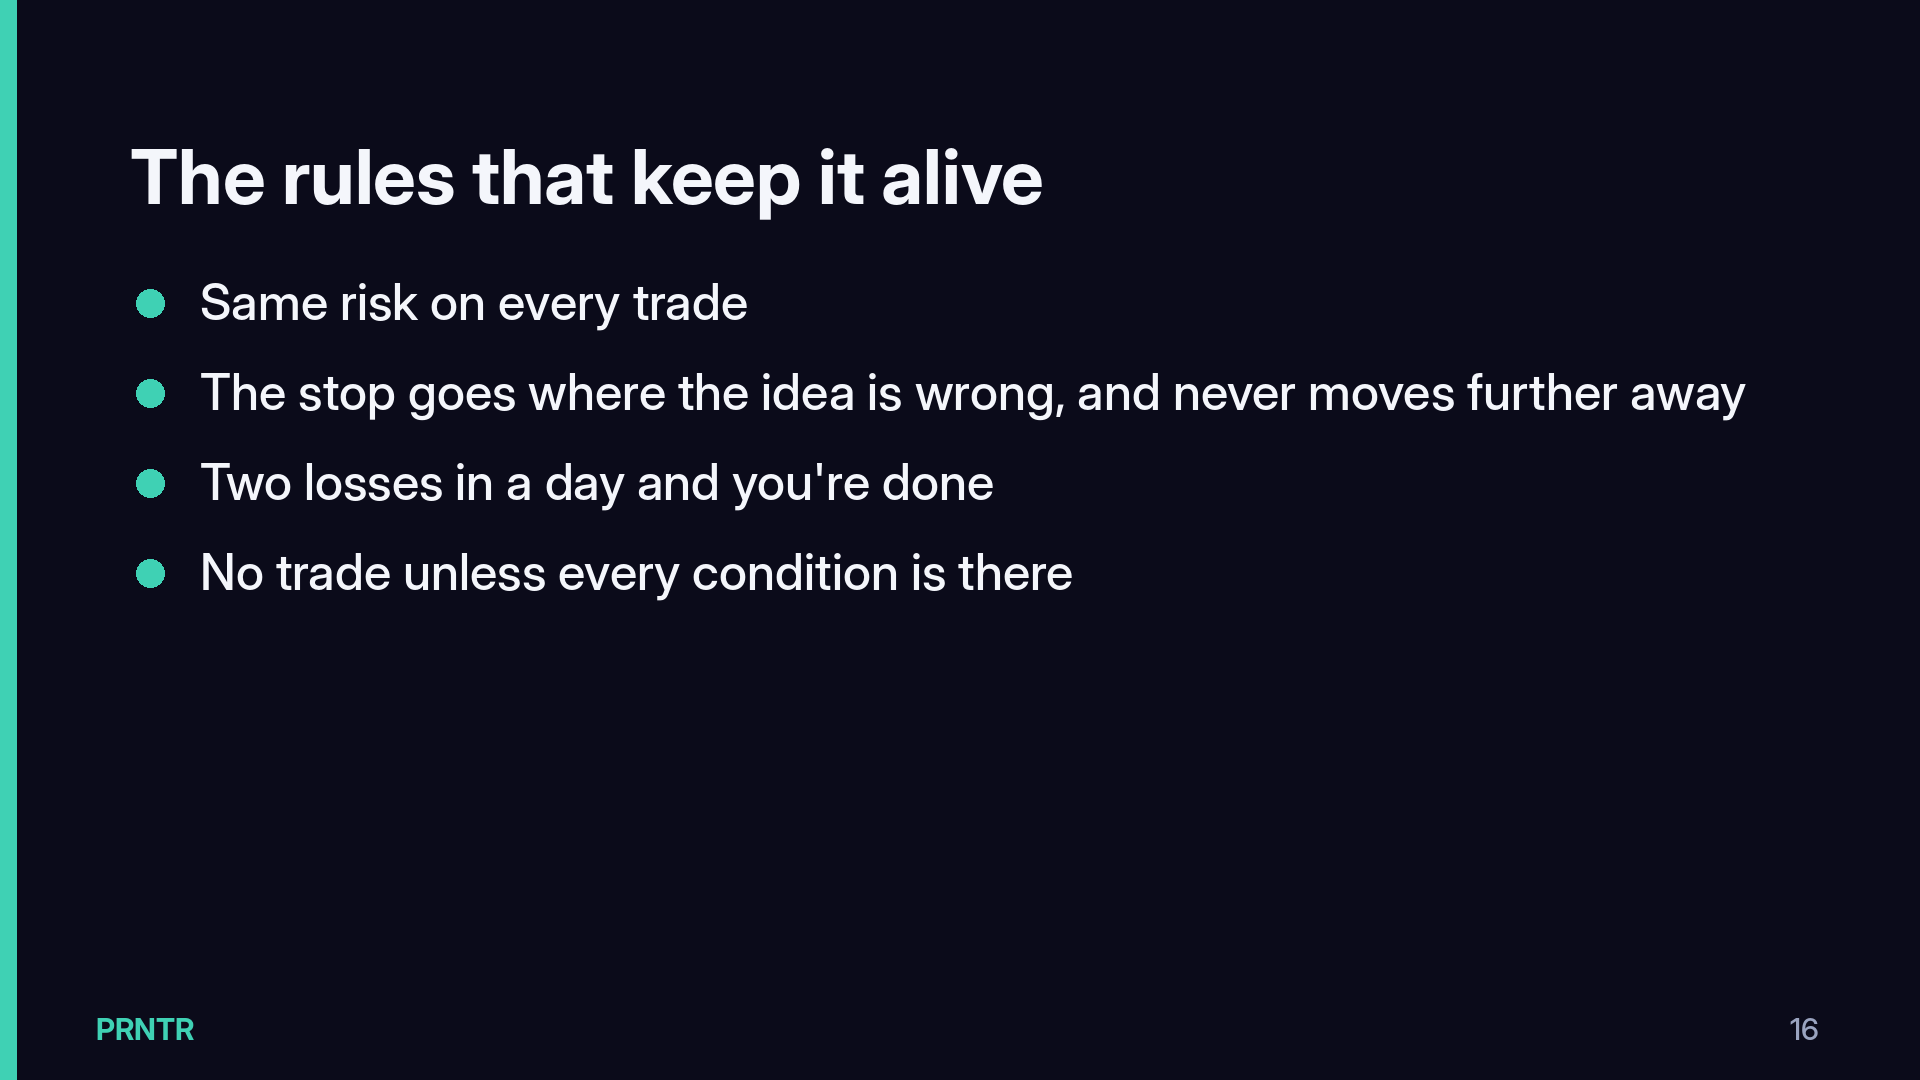 The rules that keep it alive
Same risk on every trade
The stop goes where the idea is wrong, and never moves further away
Two losses in a day and you're done
No trade unless every condition is there
PRNTR
16